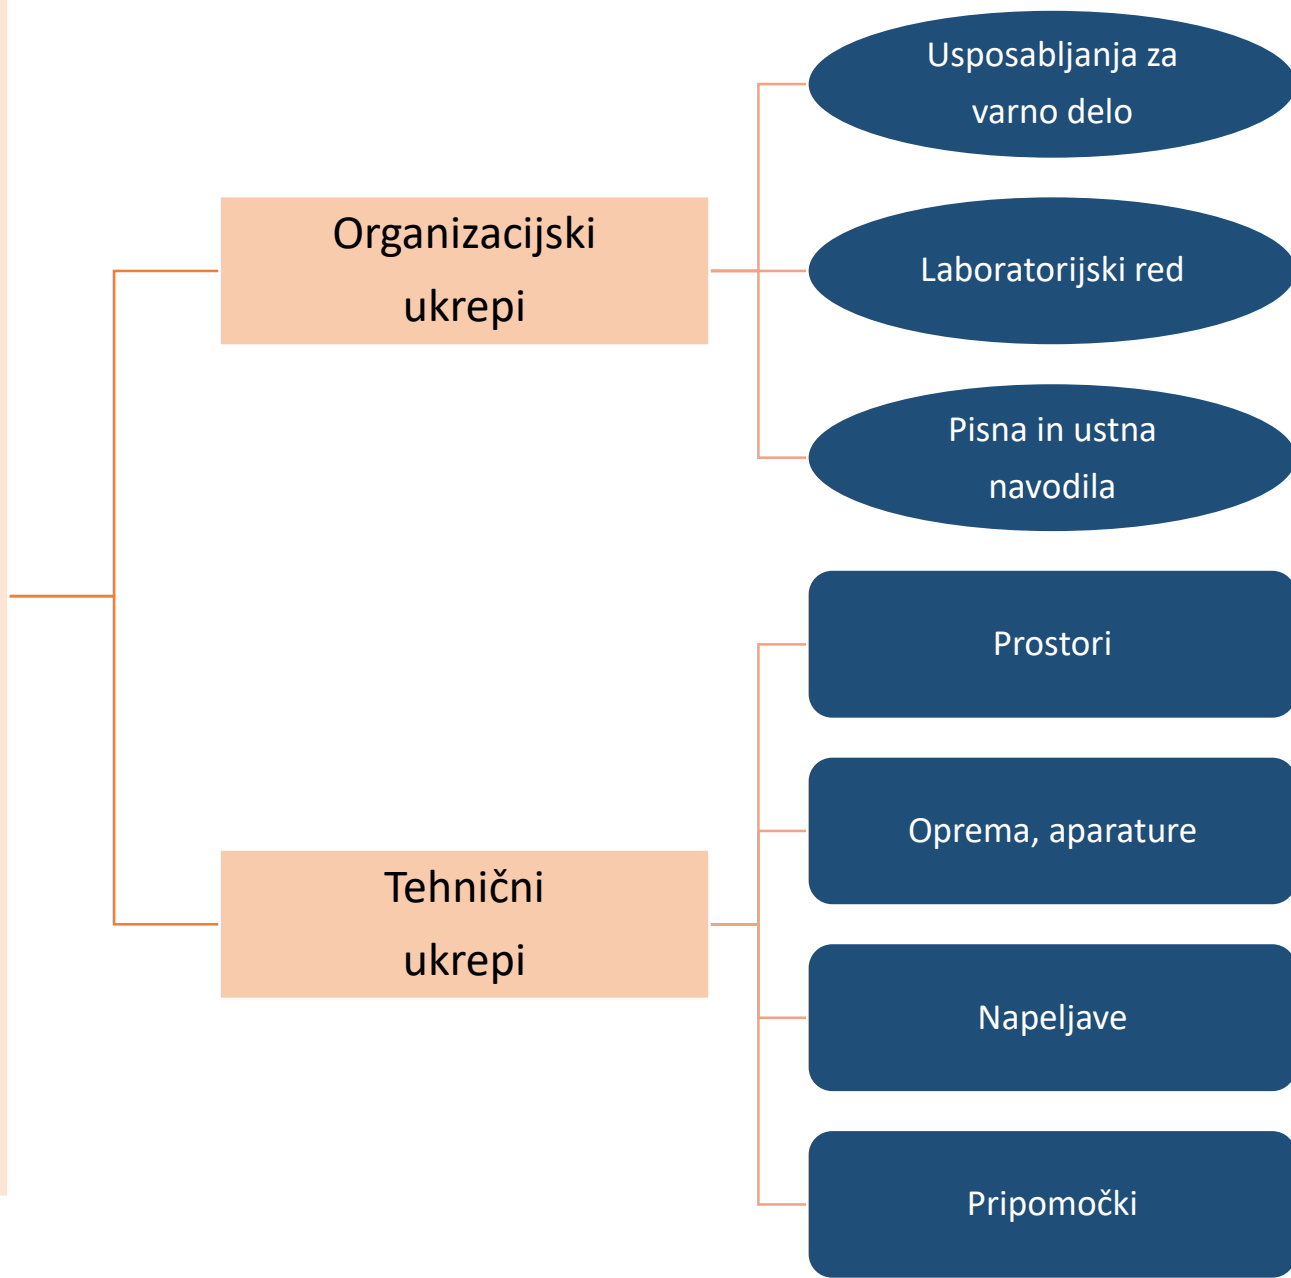 Usposabljanja za
varno delo
Organizacijski
ukrepi
Laboratorijski red
Pisna in ustna
navodila
Prostori
Oprema, aparature
Tehnični
ukrepi
Napeljave
Pripomočki